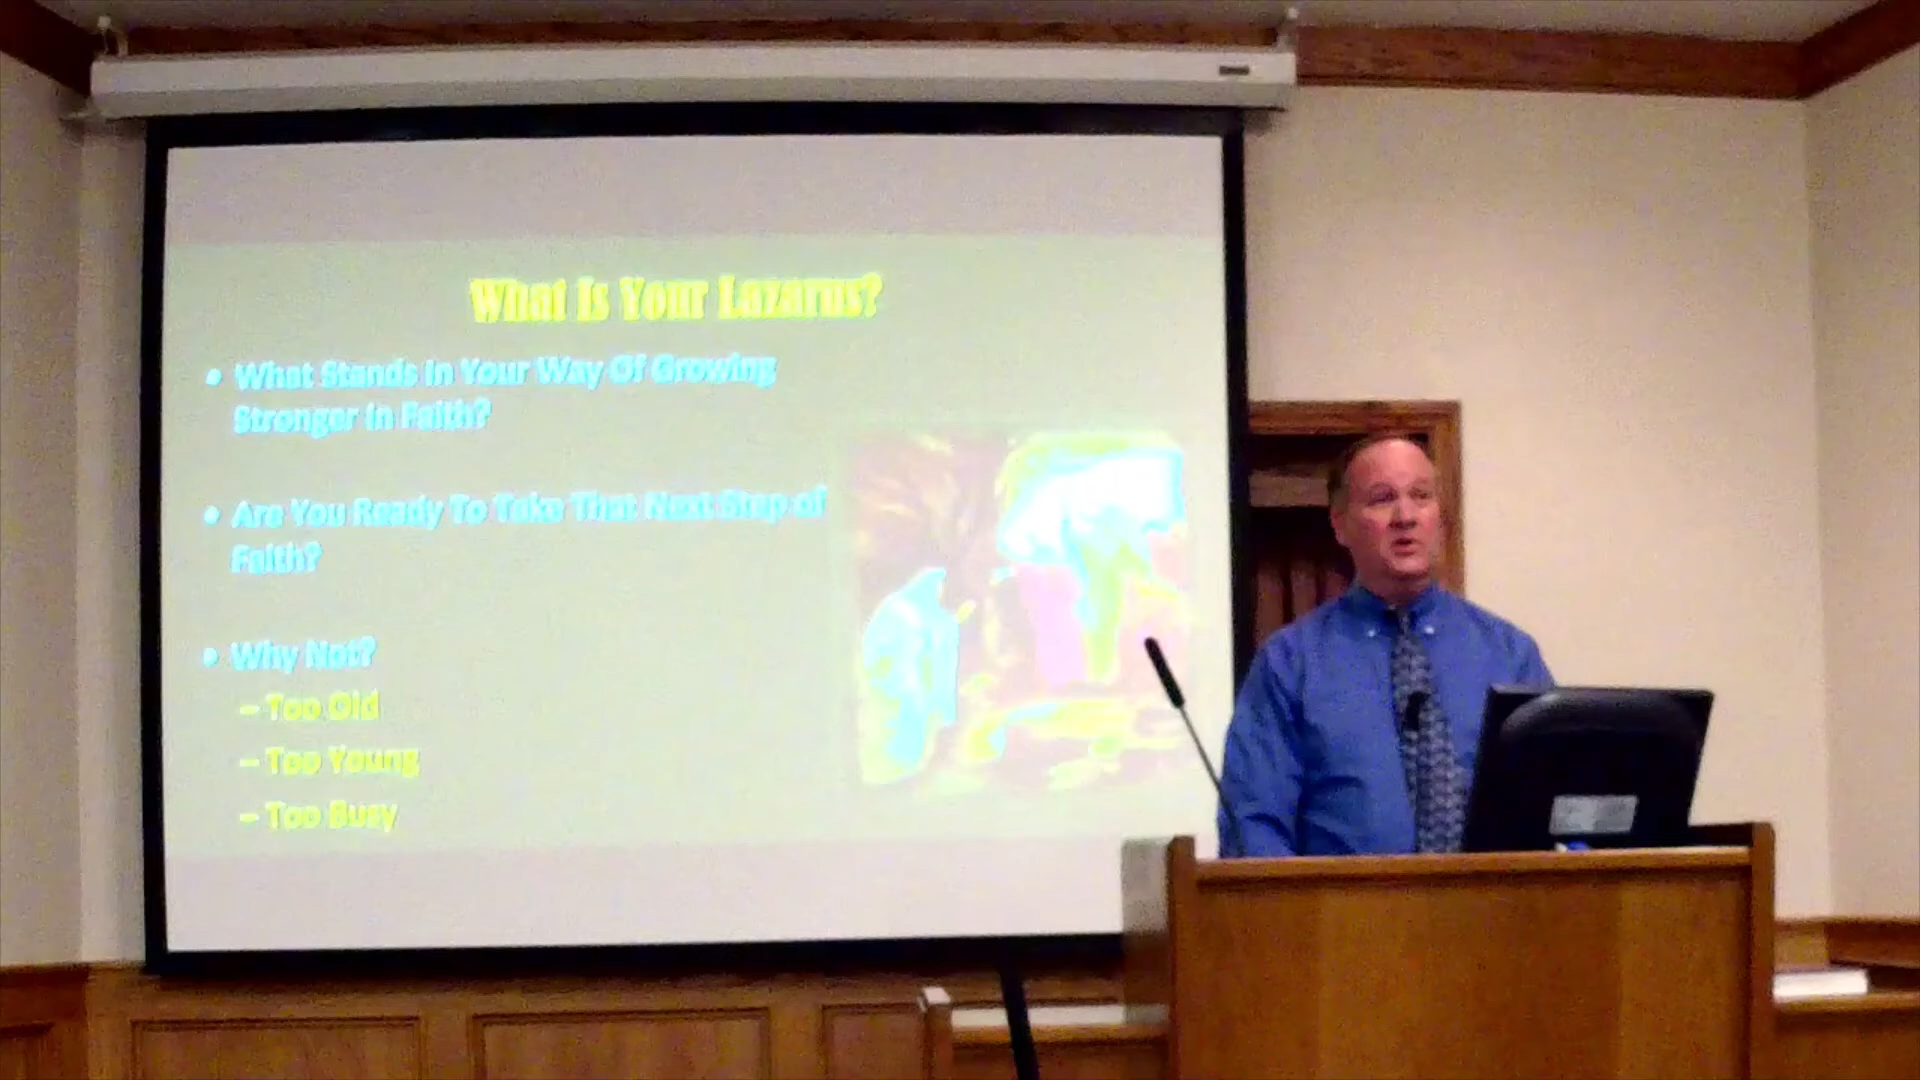 What Is Your Lazarus?
• What Stands In Your Way Of Growing
Stronger In Faith?
• Are You Ready To Take That Next Step of
Faith?
• Why Not?
– Too Old
– Too Young
– Too Busy